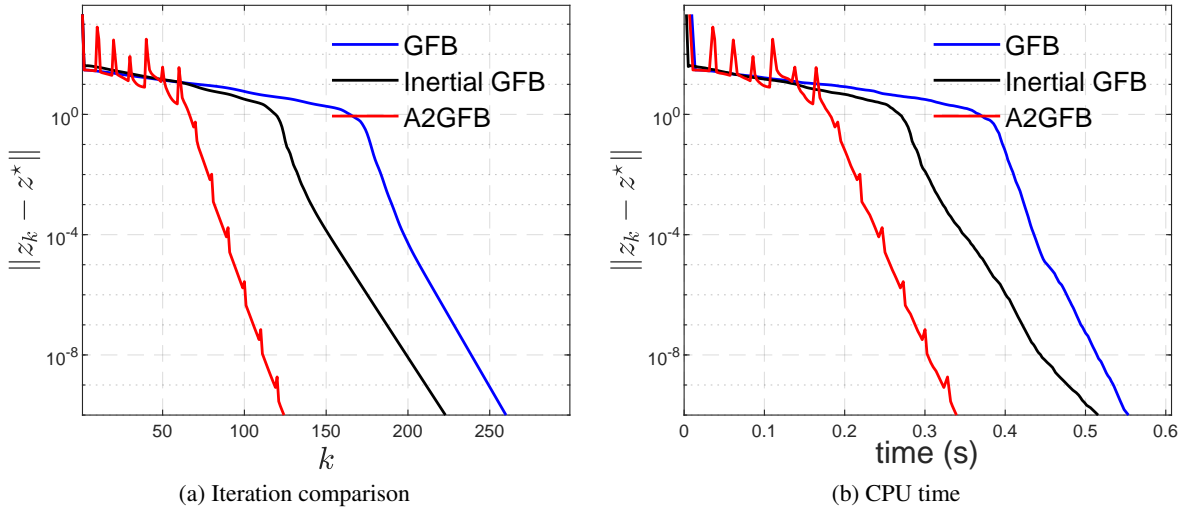 GFB
Inertial GFB
A2GFB
10^0
10^-4
10^-8
‖z_k − z^⋆‖
50 100 150 200 250
k
(a) Iteration comparison
GFB
Inertial GFB
A2GFB
10^0
10^-4
10^-8
‖z_k − z^⋆‖
0 0.1 0.2 0.3 0.4 0.5 0.6
time (s)
(b) CPU time